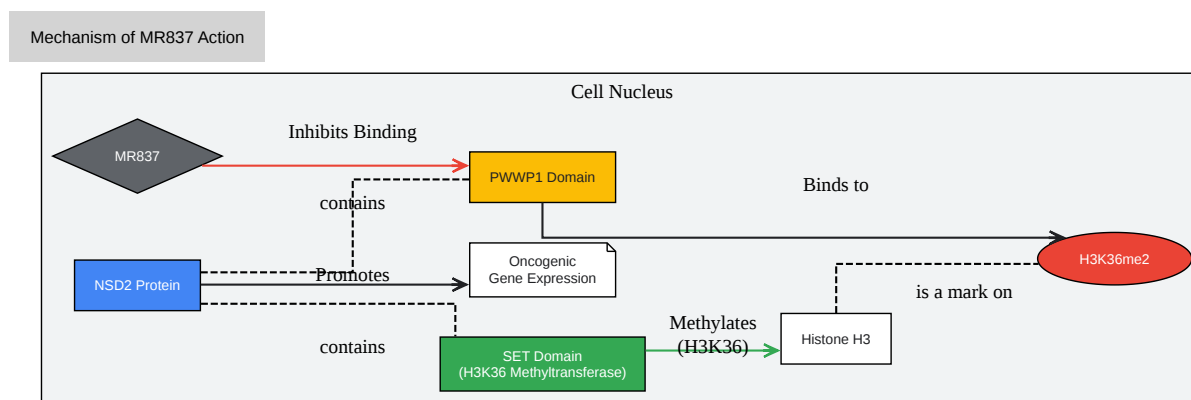 Mechanism of MR837 Action
Cell Nucleus
MR837
Inhibits Binding
PWWP1 Domain
Binds to
contains
NSD2 Protein
Promotes
Oncogenic
Gene Expression
H3K36me2
is a mark on
contains
SET Domain
(H3K36 Methyltransferase)
Methylates
(H3K36)
Histone H3